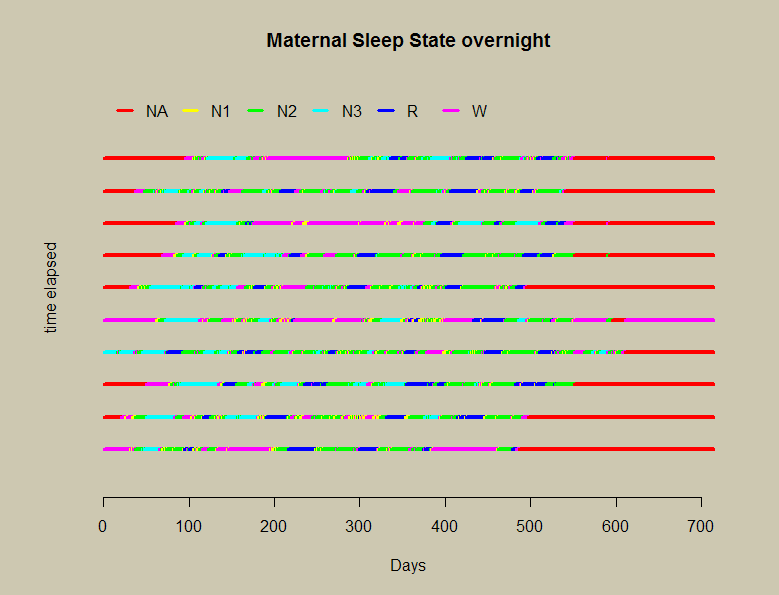 Maternal Sleep State overnight
NA N1 N2 N3 R W
time elapsed
0 100 200 300 400 500 600 700
Days